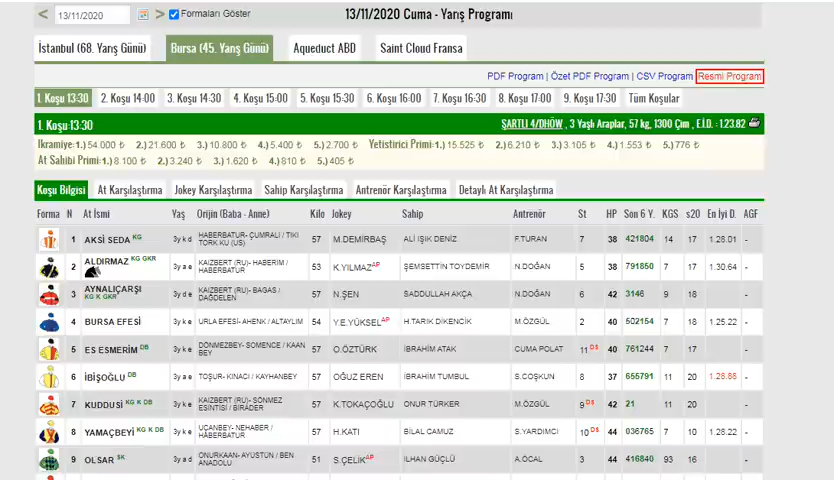 13/11/2020
Formaları Göster
13/11/2020 Cuma - Yarış Programı
İstanbul (68. Yarış Günü) Bursa (45. Yarış Günü) Aqueduct ABD Saint Cloud Fransa
PDF Program | Özet PDF Program | CSV Program Resmi Program
1. Koşu 13:30 2. Koşu 14:00 3. Koşu 14:30 4. Koşu 15:00 5. Koşu 15:30 6. Koşu 16:00 7. Koşu 16:30 8. Koşu 17:00 9. Koşu 17:30 Tüm Koşular
1. Koşu:13:30 ŞARTLI 4/DHÖW , 3 Yaşlı Araplar, 57 kg, 1300 Çim , E.İ.D. :1.23.82
İkramiye:1.) 54.000 ₺ 2.) 21.600 ₺ 3.) 10.800 ₺ 4.) 5.400 ₺ 5.) 2.700 ₺ Yetistirici Primi:1.) 15.525 ₺ 2.) 6.210 ₺ 3.) 3.105 ₺ 4.) 1.553 ₺ 5.) 776 ₺
At Sahibi Primi:1.) 8.100 ₺ 2.) 3.240 ₺ 3.) 1.620 ₺ 4.) 810 ₺ 5.) 405 ₺
Koşu Bilgisi At Karşılaştırma Jokey Karşılaştırma Sahip Karşılaştırma Antrenör Karşılaştırma Detaylı At Karşılaştırma
Forma N At İsmi Yaş Orijin (Baba - Anne) Kilo Jokey Sahip Antrenör St HP Son 6 Y. KGS s20 En İyi D. AGF
1 AKSİ SEDA KG 3y k d HABERBATUR- ÇUMRALI / TIKI TORK KU (US) 57 M.DEMİRBAŞ ALİ IŞIK DENİZ F.TURAN 7 38 421804 14 17 1.28.01 -
2 ALDIRMAZ KG GKR 3y a e KAIZBERT (RU)- HABERİM / HABERBATUR 53 K.YILMAZ AP ŞEMSETTİN TOYDEMİR N.DOĞAN 5 38 791850 7 17 1.30.64 -
3 AYNALIÇARŞI KG K GKR 3y d e KAIZBERT (RU)- BAGAS / DAĞDELEN 57 N.ŞEN SADDULLAH AKÇA N.DOĞAN 6 42 3146 9 18 -
4 BURSA EFESİ 3y k e URLA EFESİ- AHENK / ALTAYLIM 54 Y.E.YÜKSEL AP H.TARIK DİKENCİK M.ÖZGÜL 2 40 502154 7 18 1.25.22 -
5 ES ESMERİM DB 3y k e DÖNMEZBEY- SOMENCE / KAAN BEY 57 O.ÖZTÜRK İBRAHİM ATAK CUMA POLAT 11 DS 40 761244 7 17 -
6 İBİŞOĞLU DB 3y a e TOŞUR- KINACI / KAYHANBEY 57 OĞUZ EREN İBRAHİM TUMBUL S.COŞKUN 8 37 655791 11 20 1.26.88 -
7 KUDDUSİ KG K DB 3y k e KAIZBERT (RU)- SÖNMEZ ESİNTİSİ / BİRADER 57 K.TOKAÇOĞLU ONUR TÜRKER M.ÖZGÜL 9 DS 42 21 11 20 -
8 YAMAÇBEYİ KG K DB 3y k e UÇANBEY- NEHABER / HABERBATUR 57 H.KATI BİLAL CAMUZ S.YARDIMCI 10 DS 44 036765 7 10 1.28.22 -
9 OLSAR SK 3y a d ONURKAAN- AYÜSTÜN / BEN ANADOLU 51 S.ÇELİK AP İLHAN GÜÇLÜ A.ÖCAL 3 44 416840 93 16 -